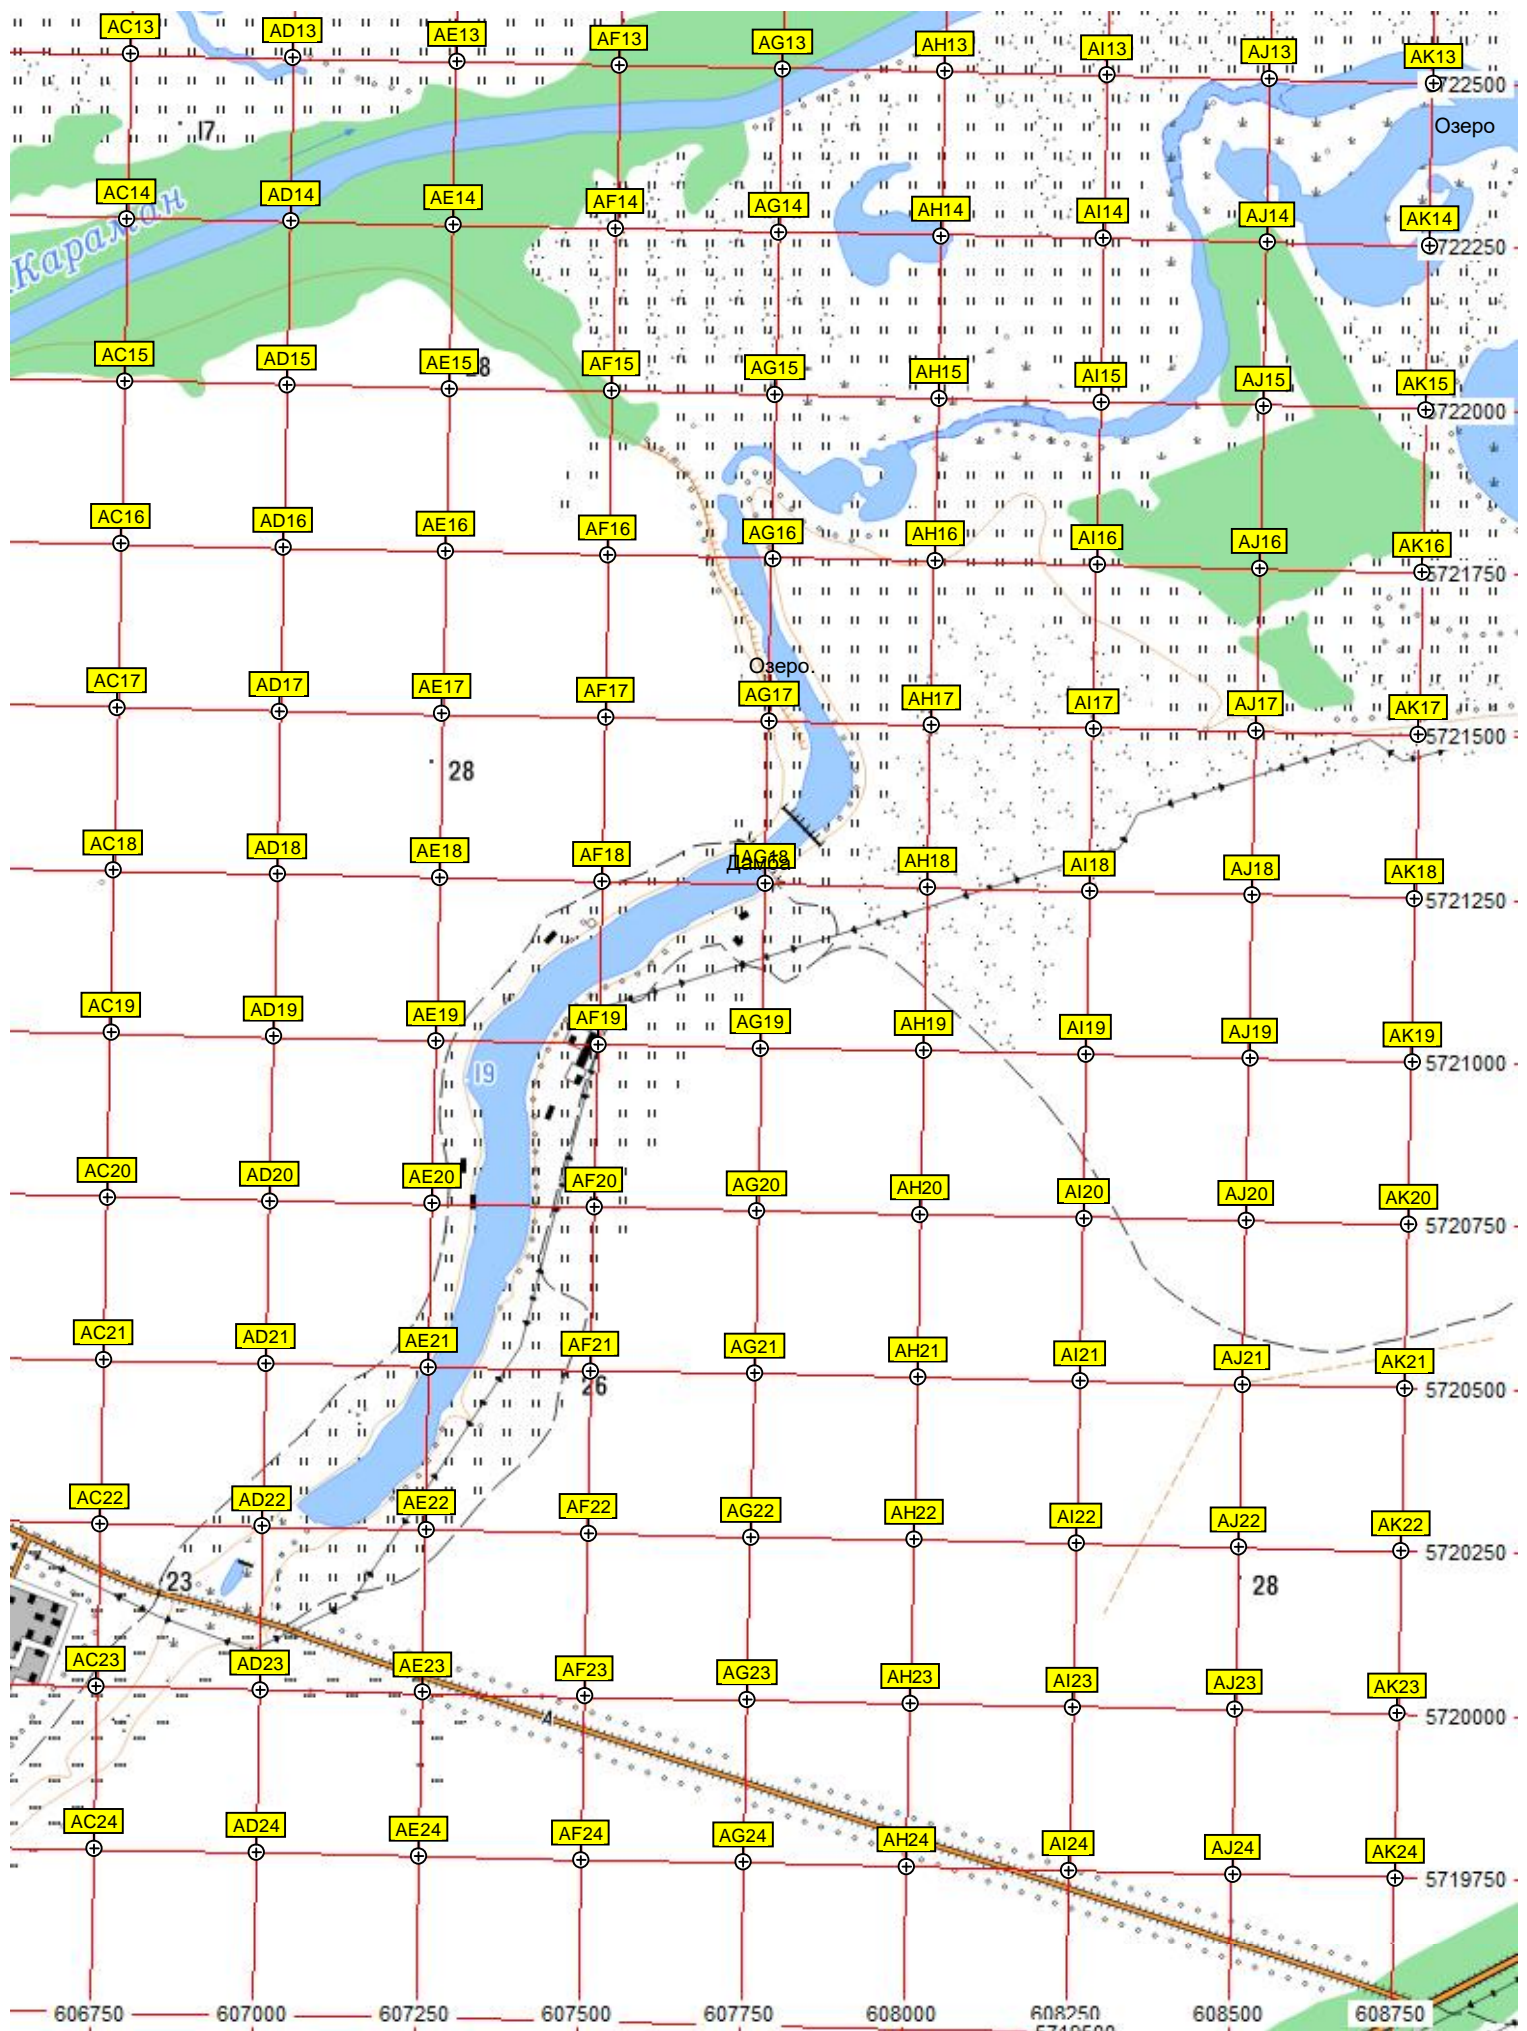 AC13 AD13 AE13 AF13 AG13 AH13 AI13 AJ13 AK13
5722500
17
Озеро
Караман
AC14 AD14 AE14 AF14 AG14 AH14 AI14 AJ14 AK14
5722250
AC15 AD15 AE15 AF15 AG15 AH15 AI15 AJ15 AK15
5722000
AC16 AD16 AE16 AF16 AG16 AH16 AI16 AJ16 AK16
5721750
Озеро.
AC17 AD17 AE17 AF17 AG17 AH17 AI17 AJ17 AK17
5721500
28
AC18 AD18 AE18 AF18 AG18 AH18 AI18 AJ18 AK18
Дамба
5721250
AC19 AD19 AE19 AF19 AG19 AH19 AI19 AJ19 AK19
5721000
19
AC20 AD20 AE20 AF20 AG20 AH20 AI20 AJ20 AK20
5720750
AC21 AD21 AE21 AF21 AG21 AH21 AI21 AJ21 AK21
26
5720500
AC22 AD22 AE22 AF22 AG22 AH22 AI22 AJ22 AK22
5720250
23
28
AC23 AD23 AE23 AF23 AG23 AH23 AI23 AJ23 AK23
4
5720000
AC24 AD24 AE24 AF24 AG24 AH24 AI24 AJ24 AK24
5719750
606750 607000 607250 607500 607750 608000 608250 608500 608750